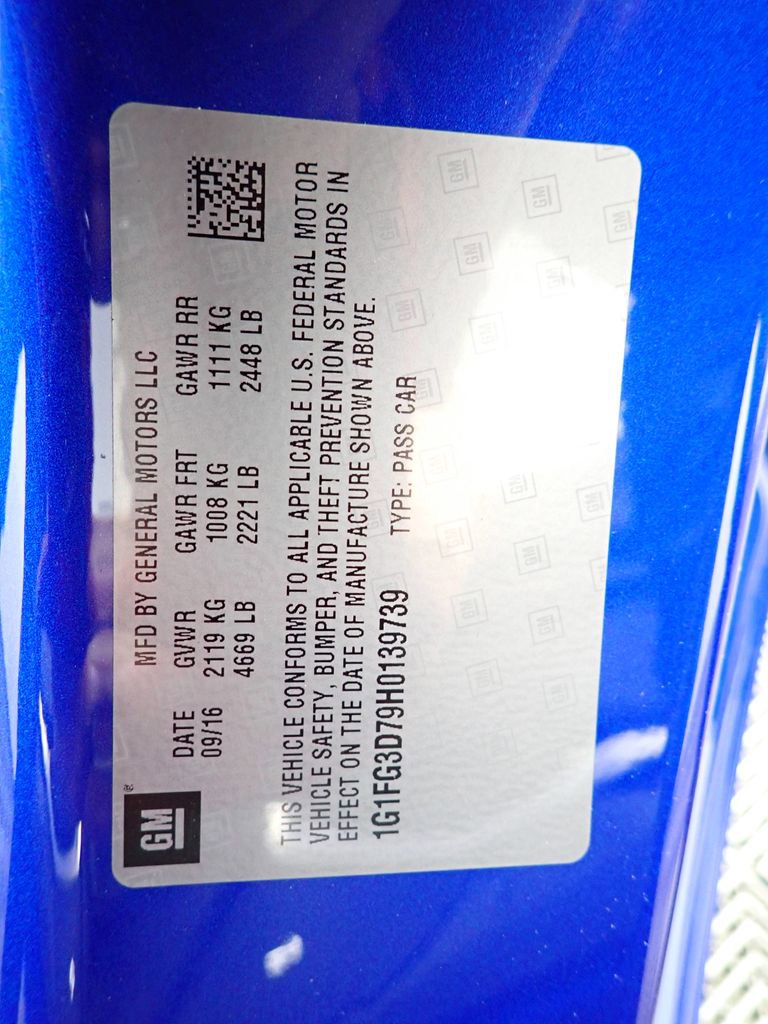 GM®
MFD BY GENERAL MOTORS LLC
DATE GVWR GAWR FRT GAWR RR
09/16 2119 KG 1008 KG 1111 KG
4669 LB 2221 LB 2448 LB
THIS VEHICLE CONFORMS TO ALL APPLICABLE U.S. FEDERAL MOTOR
VEHICLE SAFETY, BUMPER, AND THEFT PREVENTION STANDARDS IN
EFFECT ON THE DATE OF MANUFACTURE SHOWN ABOVE.
1G1FG3D79H0139739 TYPE: PASS CAR